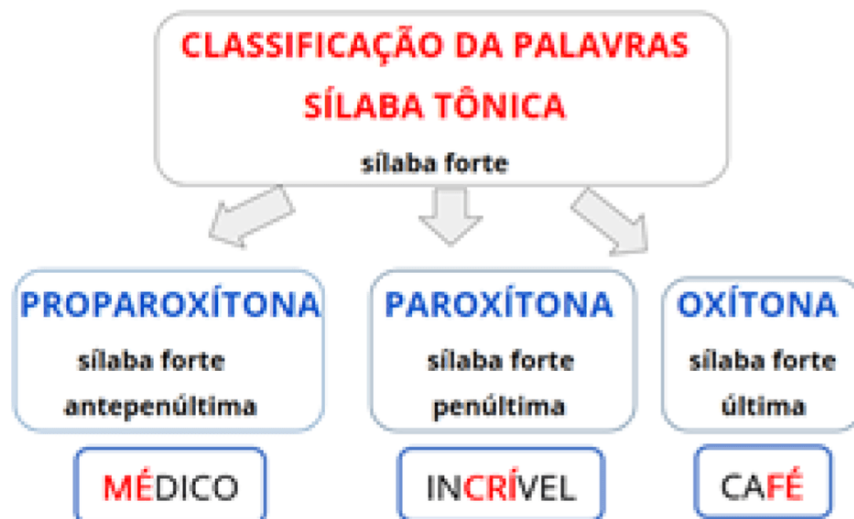 CLASSIFICAÇÃO DA PALAVRAS
SÍLABA TÔNICA
sílaba forte
PROPAROXÍTONA
sílaba forte
antepenúltima
MÉDICO
PAROXÍTONA
sílaba forte
penúltima
INCRÍVEL
OXÍTONA
sílaba forte
última
CAFÉ